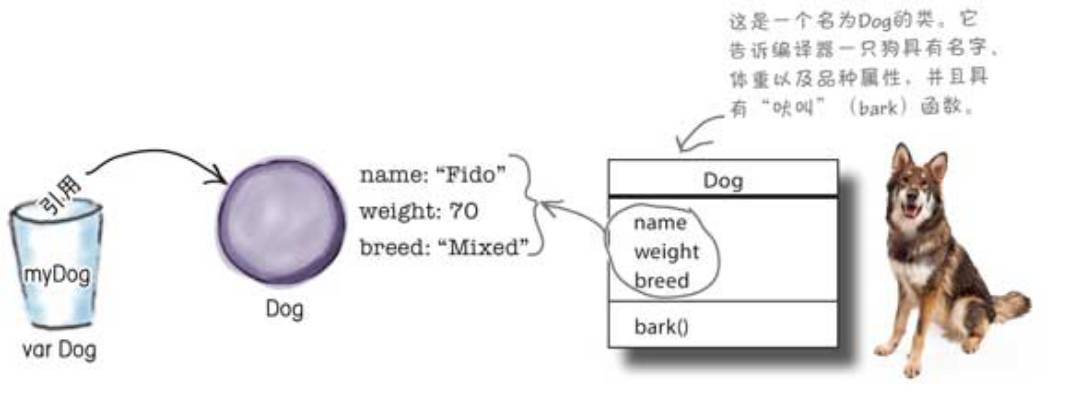 这是一个名为Dog的类。它
告诉编译器一只狗具有名字、
体重以及品种属性，并且具
有“吠叫”（bark）函数。
引用
myDog
var Dog
Dog
name: “Fido”
weight: 70
breed: “Mixed”
Dog
name
weight
breed
bark()